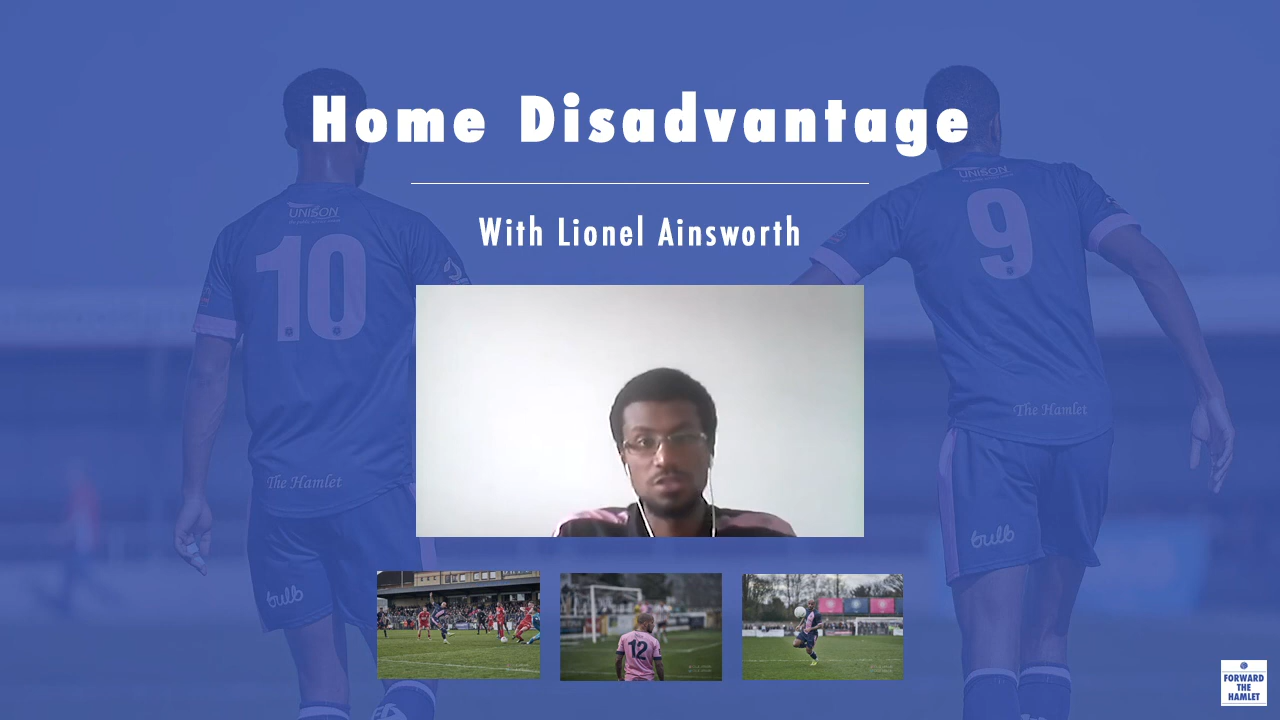 Home Disadvantage
With Lionel Ainsworth
UNISON
10
The Hamlet
bulb
UNISON
9
The Hamlet
bulb
12
FORWARD
THE
HAMLET